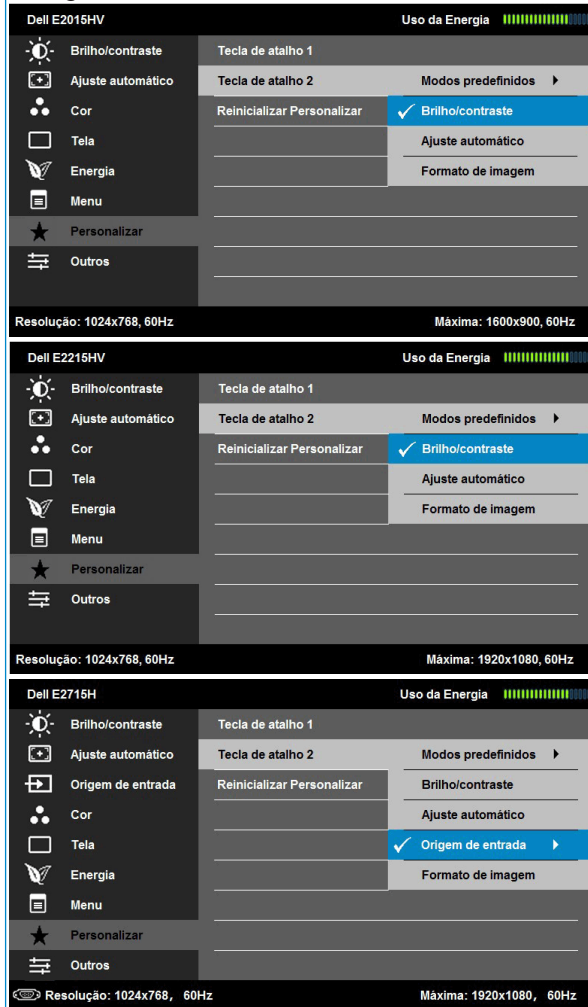 Dell E2015HV Uso da Energia
Brilho/contraste Tecla de atalho 1
Ajuste automático Tecla de atalho 2 Modos predefinidos
Cor Reinicializar Personalizar Brilho/contraste
Tela Ajuste automático
Energia Formato de imagem
Menu
Personalizar
Outros
Resolução: 1024x768, 60Hz Máxima: 1600x900, 60Hz
Dell E2215HV Uso da Energia
Brilho/contraste Tecla de atalho 1
Ajuste automático Tecla de atalho 2 Modos predefinidos
Cor Reinicializar Personalizar Brilho/contraste
Tela Ajuste automático
Energia Formato de imagem
Menu
Personalizar
Outros
Resolução: 1024x768, 60Hz Máxima: 1920x1080, 60Hz
Dell E2715H Uso da Energia
Brilho/contraste Tecla de atalho 1
Ajuste automático Tecla de atalho 2 Modos predefinidos
Origem de entrada Reinicializar Personalizar Brilho/contraste
Cor Ajuste automático
Tela Origem de entrada
Energia Formato de imagem
Menu
Personalizar
Outros
Resolução: 1024x768, 60Hz Máxima: 1920x1080, 60Hz